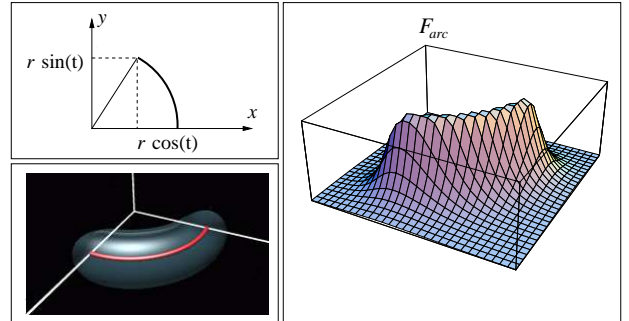 y
r sin(t)
x
r cos(t)
F_arc